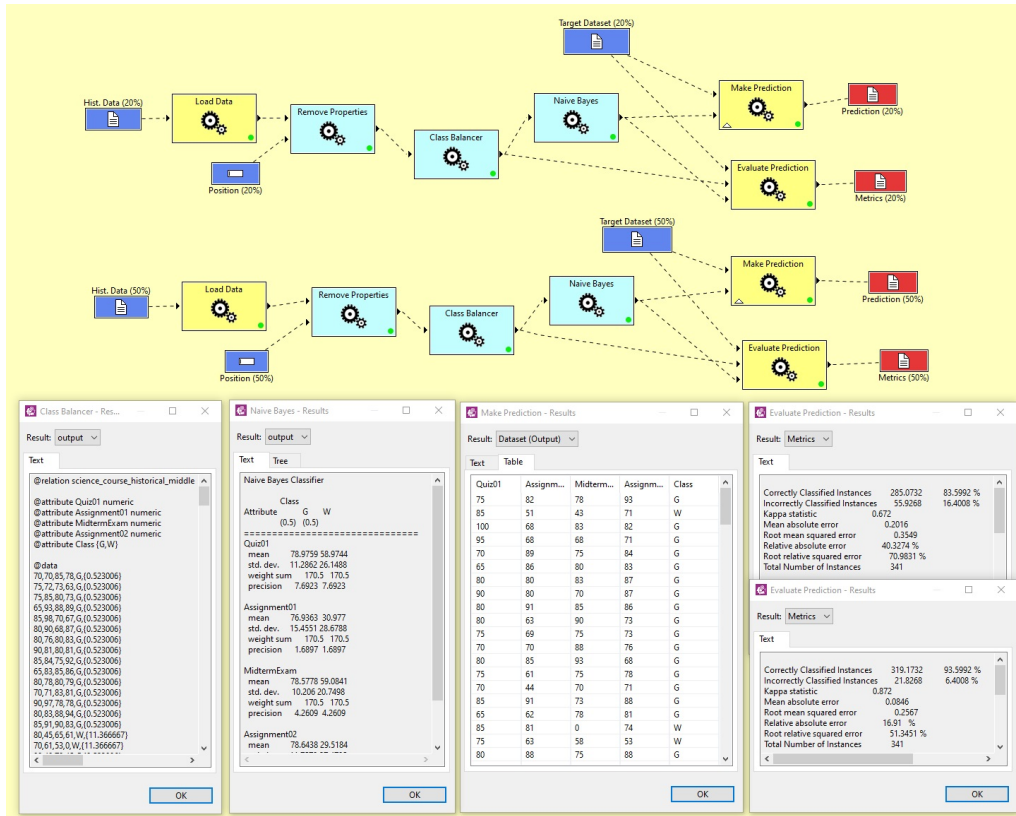 Target Dataset (20%)
Hist. Data (20%)
Load Data
Remove Properties
Position (20%)
Class Balancer
Naive Bayes
Make Prediction
Prediction (20%)
Evaluate Prediction
Metrics (20%)
Target Dataset (50%)
Hist. Data (50%)
Load Data
Remove Properties
Position (50%)
Class Balancer
Naive Bayes
Make Prediction
Prediction (50%)
Evaluate Prediction
Metrics (50%)
Class Balancer - Res...
Result: output
Text
@relation science_course_historical_middle
@attribute Quiz01 numeric
@attribute Assignment01 numeric
@attribute MidtermExam numeric
@attribute Assignment02 numeric
@attribute Class {G,W}
@data
70,70,85,78,G,{0.523006}
75,72,73,63,G,{0.523006}
75,85,80,73,G,{0.523006}
65,93,88,89,G,{0.523006}
85,98,70,67,G,{0.523006}
80,90,68,87,G,{0.523006}
80,76,80,83,G,{0.523006}
90,81,80,81,G,{0.523006}
85,84,75,92,G,{0.523006}
65,83,85,86,G,{0.523006}
80,78,80,79,G,{0.523006}
70,71,83,81,G,{0.523006}
90,97,78,78,G,{0.523006}
80,83,88,94,G,{0.523006}
85,91,90,83,G,{0.523006}
80,45,65,61,W,{11.366667}
70,61,53,0,W,{11.366667}
OK
Naive Bayes - Results
Result: output
Text Tree
Naive Bayes Classifier
Class
Attribute G W
(0.5) (0.5)
==============================
Quiz01
mean 78.9759 58.9744
std. dev. 11.2862 26.1488
weight sum 170.5 170.5
precision 7.6923 7.6923
Assignment01
mean 76.9363 30.977
std. dev. 15.4551 28.6788
weight sum 170.5 170.5
precision 1.6897 1.6897
MidtermExam
mean 78.5778 59.0841
std. dev. 10.206 20.7498
weight sum 170.5 170.5
precision 4.2609 4.2609
Assignment02
mean 78.6438 29.5184
OK
Make Prediction - Results
Result: Dataset (Output)
Text Table
Quiz01 Assignm... Midterm... Assignm... Class
75 82 78 93 G
85 51 43 71 W
100 68 83 82 G
95 68 68 71 G
70 89 75 84 G
65 86 80 83 G
80 80 83 87 G
90 80 70 87 G
80 91 85 86 G
80 63 90 73 G
75 69 75 73 G
70 70 88 76 G
80 85 93 68 G
75 61 75 78 G
70 44 70 71 G
85 91 73 88 G
65 62 78 81 G
85 81 0 74 W
75 63 58 53 W
80 88 75 88 G
OK
Evaluate Prediction - Results
Result: Metrics
Text
Correctly Classified Instances 285.0732 83.5992 %
Incorrectly Classified Instances 55.9268 16.4008 %
Kappa statistic 0.672
Mean absolute error 0.2016
Root mean squared error 0.3549
Relative absolute error 40.3274 %
Root relative squared error 70.9831 %
Total Number of Instances 341
Evaluate Prediction - Results
Result: Metrics
Text
Correctly Classified Instances 319.1732 93.5992 %
Incorrectly Classified Instances 21.8268 6.4008 %
Kappa statistic 0.872
Mean absolute error 0.0846
Root mean squared error 0.2567
Relative absolute error 16.91 %
Root relative squared error 51.3451 %
Total Number of Instances 341
OK